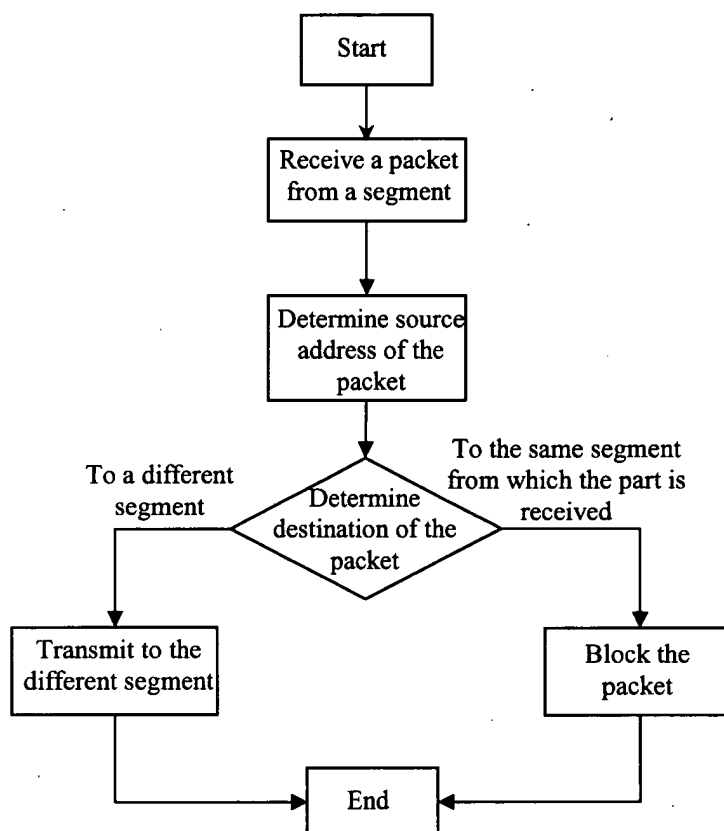 Start
Receive a packet
from a segment
Determine source
address of the
packet
To a different
segment
To the same segment
from which the part is
received
Determine
destination of the
packet
Transmit to the
different segment
Block the
packet
End